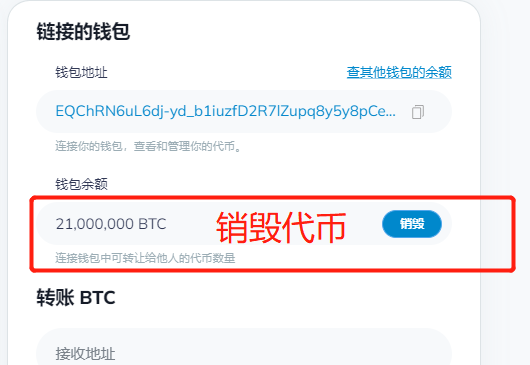 链接的钱包
钱包地址 查其他钱包的余额
EQChRN6uL6dj-yd_b1iuzfD2R7lZupq8y5y8pCe...
连接你的钱包，查看和管理你的代币。
钱包余额
21,000,000 BTC 销毁代币 销毁
连接钱包中可转让给他人的代币数量
转账 BTC
接收地址